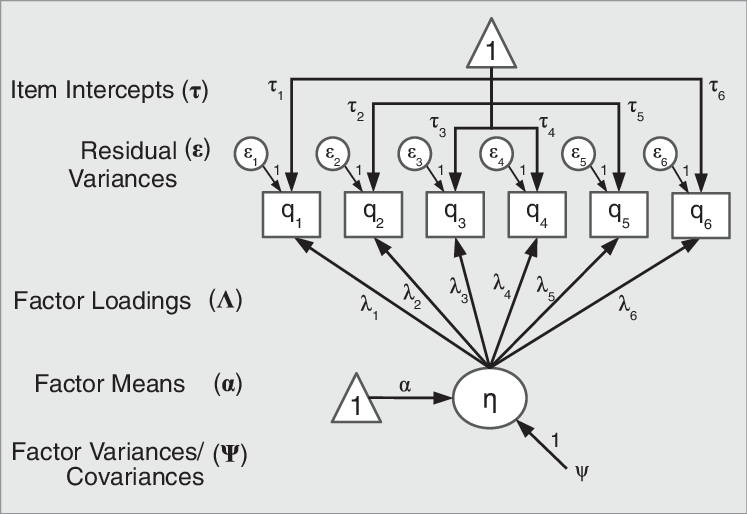 1
Item Intercepts (τ)
τ1 τ2 τ3 τ4 τ5 τ6
Residual (ε)
Variances
ε1 ε2 ε3 ε4 ε5 ε6
1 1 1 1 1 1
q1 q2 q3 q4 q5 q6
Factor Loadings (Λ)
λ1 λ2 λ3 λ4 λ5 λ6
Factor Means (α)
1 α η
Factor Variances/ (Ψ)
Covariances
1
ψ